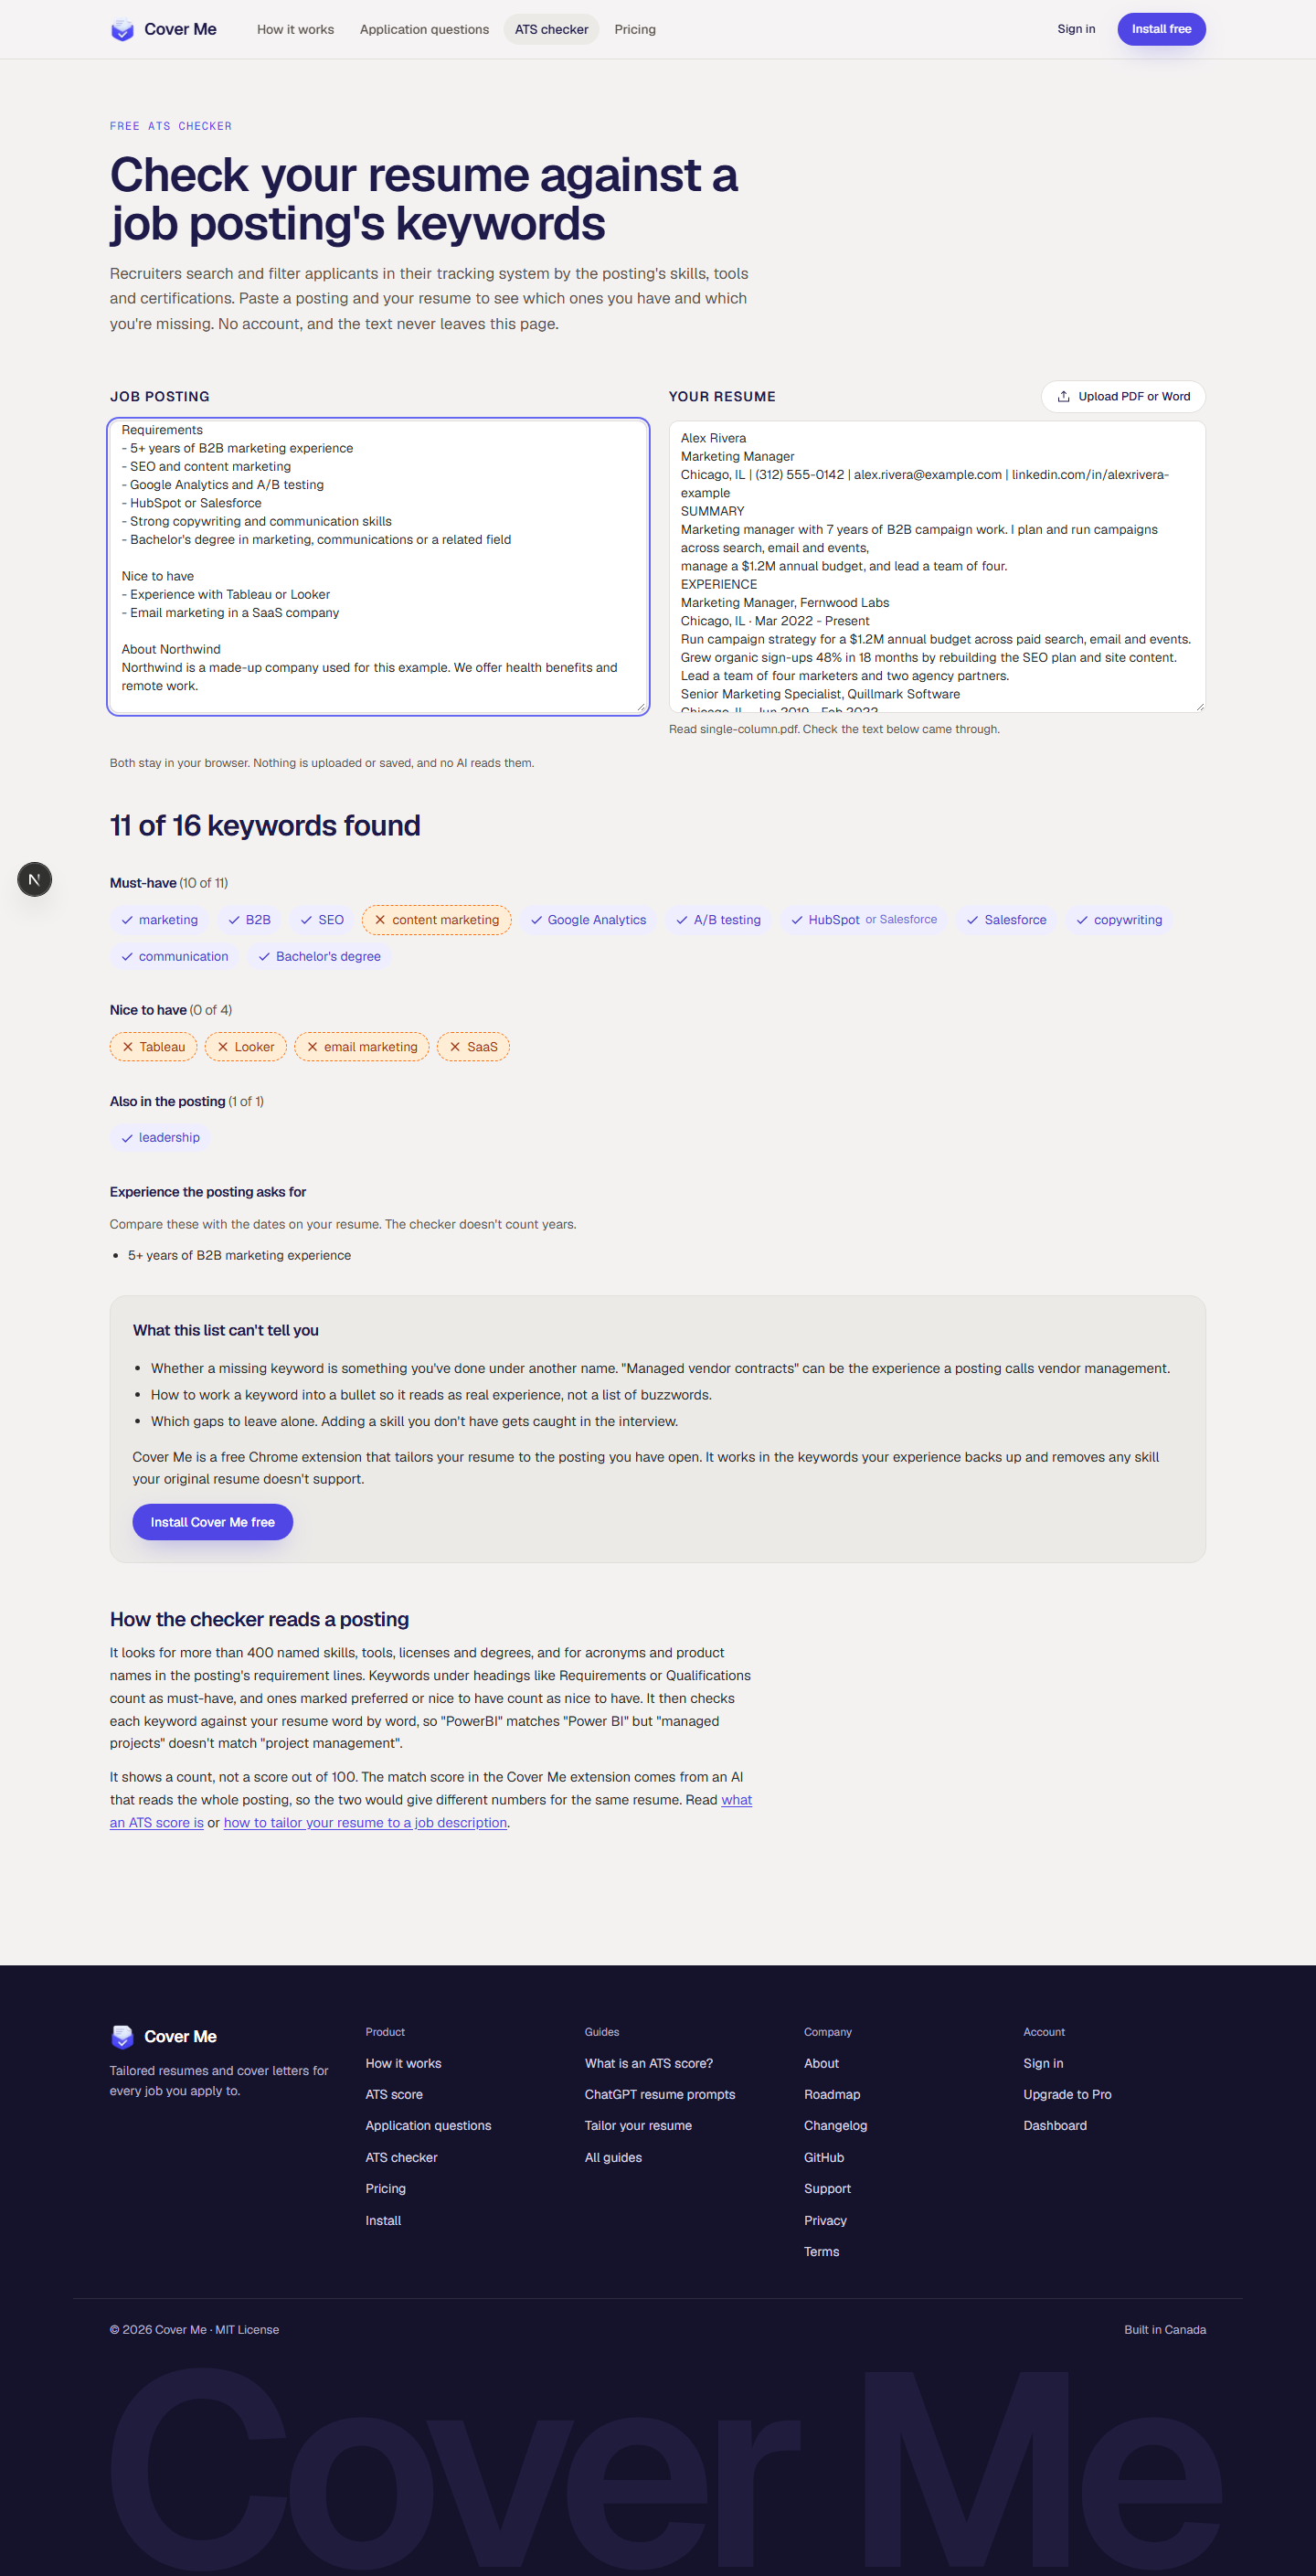 Cover Me
How it works
Application questions
ATS checker
Pricing
Sign in
Install free
FREE ATS CHECKER
Check your resume against a
job posting's keywords
Recruiters search and filter applicants in their tracking system by the posting's skills, tools
and certifications. Paste a posting and your resume to see which ones you have and which
you're missing. No account, and the text never leaves this page.
JOB POSTING
Requirements
- 5+ years of B2B marketing experience
- SEO and content marketing
- Google Analytics and A/B testing
- HubSpot or Salesforce
- Strong copywriting and communication skills
- Bachelor's degree in marketing, communications or a related field
Nice to have
- Experience with Tableau or Looker
- Email marketing in a SaaS company
About Northwind
Northwind is a made-up company used for this example. We offer health benefits and
remote work.
YOUR RESUME
Upload PDF or Word
Alex Rivera
Marketing Manager
Chicago, IL | (312) 555-0142 | alex.rivera@example.com | linkedin.com/in/alexrivera-
example
SUMMARY
Marketing manager with 7 years of B2B campaign work. I plan and run campaigns
across search, email and events,
manage a $1.2M annual budget, and lead a team of four.
EXPERIENCE
Marketing Manager, Fernwood Labs
Chicago, IL · Mar 2022 - Present
Run campaign strategy for a $1.2M annual budget across paid search, email and events.
Grew organic sign-ups 48% in 18 months by rebuilding the SEO plan and site content.
Lead a team of four marketers and two agency partners.
Senior Marketing Specialist, Quillmark Software
Chicago, IL · Jun 2019 - Feb 2022
Read single-column.pdf. Check the text below came through.
Both stay in your browser. Nothing is uploaded or saved, and no AI reads them.
11 of 16 keywords found
Must-have (10 of 11)
marketing
B2B
SEO
content marketing
Google Analytics
A/B testing
HubSpot or Salesforce
Salesforce
copywriting
communication
Bachelor's degree
Nice to have (0 of 4)
Tableau
Looker
email marketing
SaaS
Also in the posting (1 of 1)
leadership
Experience the posting asks for
Compare these with the dates on your resume. The checker doesn't count years.
• 5+ years of B2B marketing experience
What this list can't tell you
• Whether a missing keyword is something you've done under another name. "Managed vendor contracts" can be the experience a posting calls vendor management.
• How to work a keyword into a bullet so it reads as real experience, not a list of buzzwords.
• Which gaps to leave alone. Adding a skill you don't have gets caught in the interview.
Cover Me is a free Chrome extension that tailors your resume to the posting you have open. It works in the keywords your experience backs up and removes any skill
your original resume doesn't support.
Install Cover Me free
How the checker reads a posting
It looks for more than 400 named skills, tools, licenses and degrees, and for acronyms and product
names in the posting's requirement lines. Keywords under headings like Requirements or Qualifications
count as must-have, and ones marked preferred or nice to have count as nice to have. It then checks
each keyword against your resume word by word, so "PowerBI" matches "Power BI" but "managed
projects" doesn't match "project management".
It shows a count, not a score out of 100. The match score in the Cover Me extension comes from an AI
that reads the whole posting, so the two would give different numbers for the same resume. Read what
an ATS score is or how to tailor your resume to a job description.
N
Cover Me
Tailored resumes and cover letters for
every job you apply to.
Product
How it works
ATS score
Application questions
ATS checker
Pricing
Install
Guides
What is an ATS score?
ChatGPT resume prompts
Tailor your resume
All guides
Company
About
Roadmap
Changelog
GitHub
Support
Privacy
Terms
Account
Sign in
Upgrade to Pro
Dashboard
© 2026 Cover Me · MIT License
Built in Canada
Cover Me